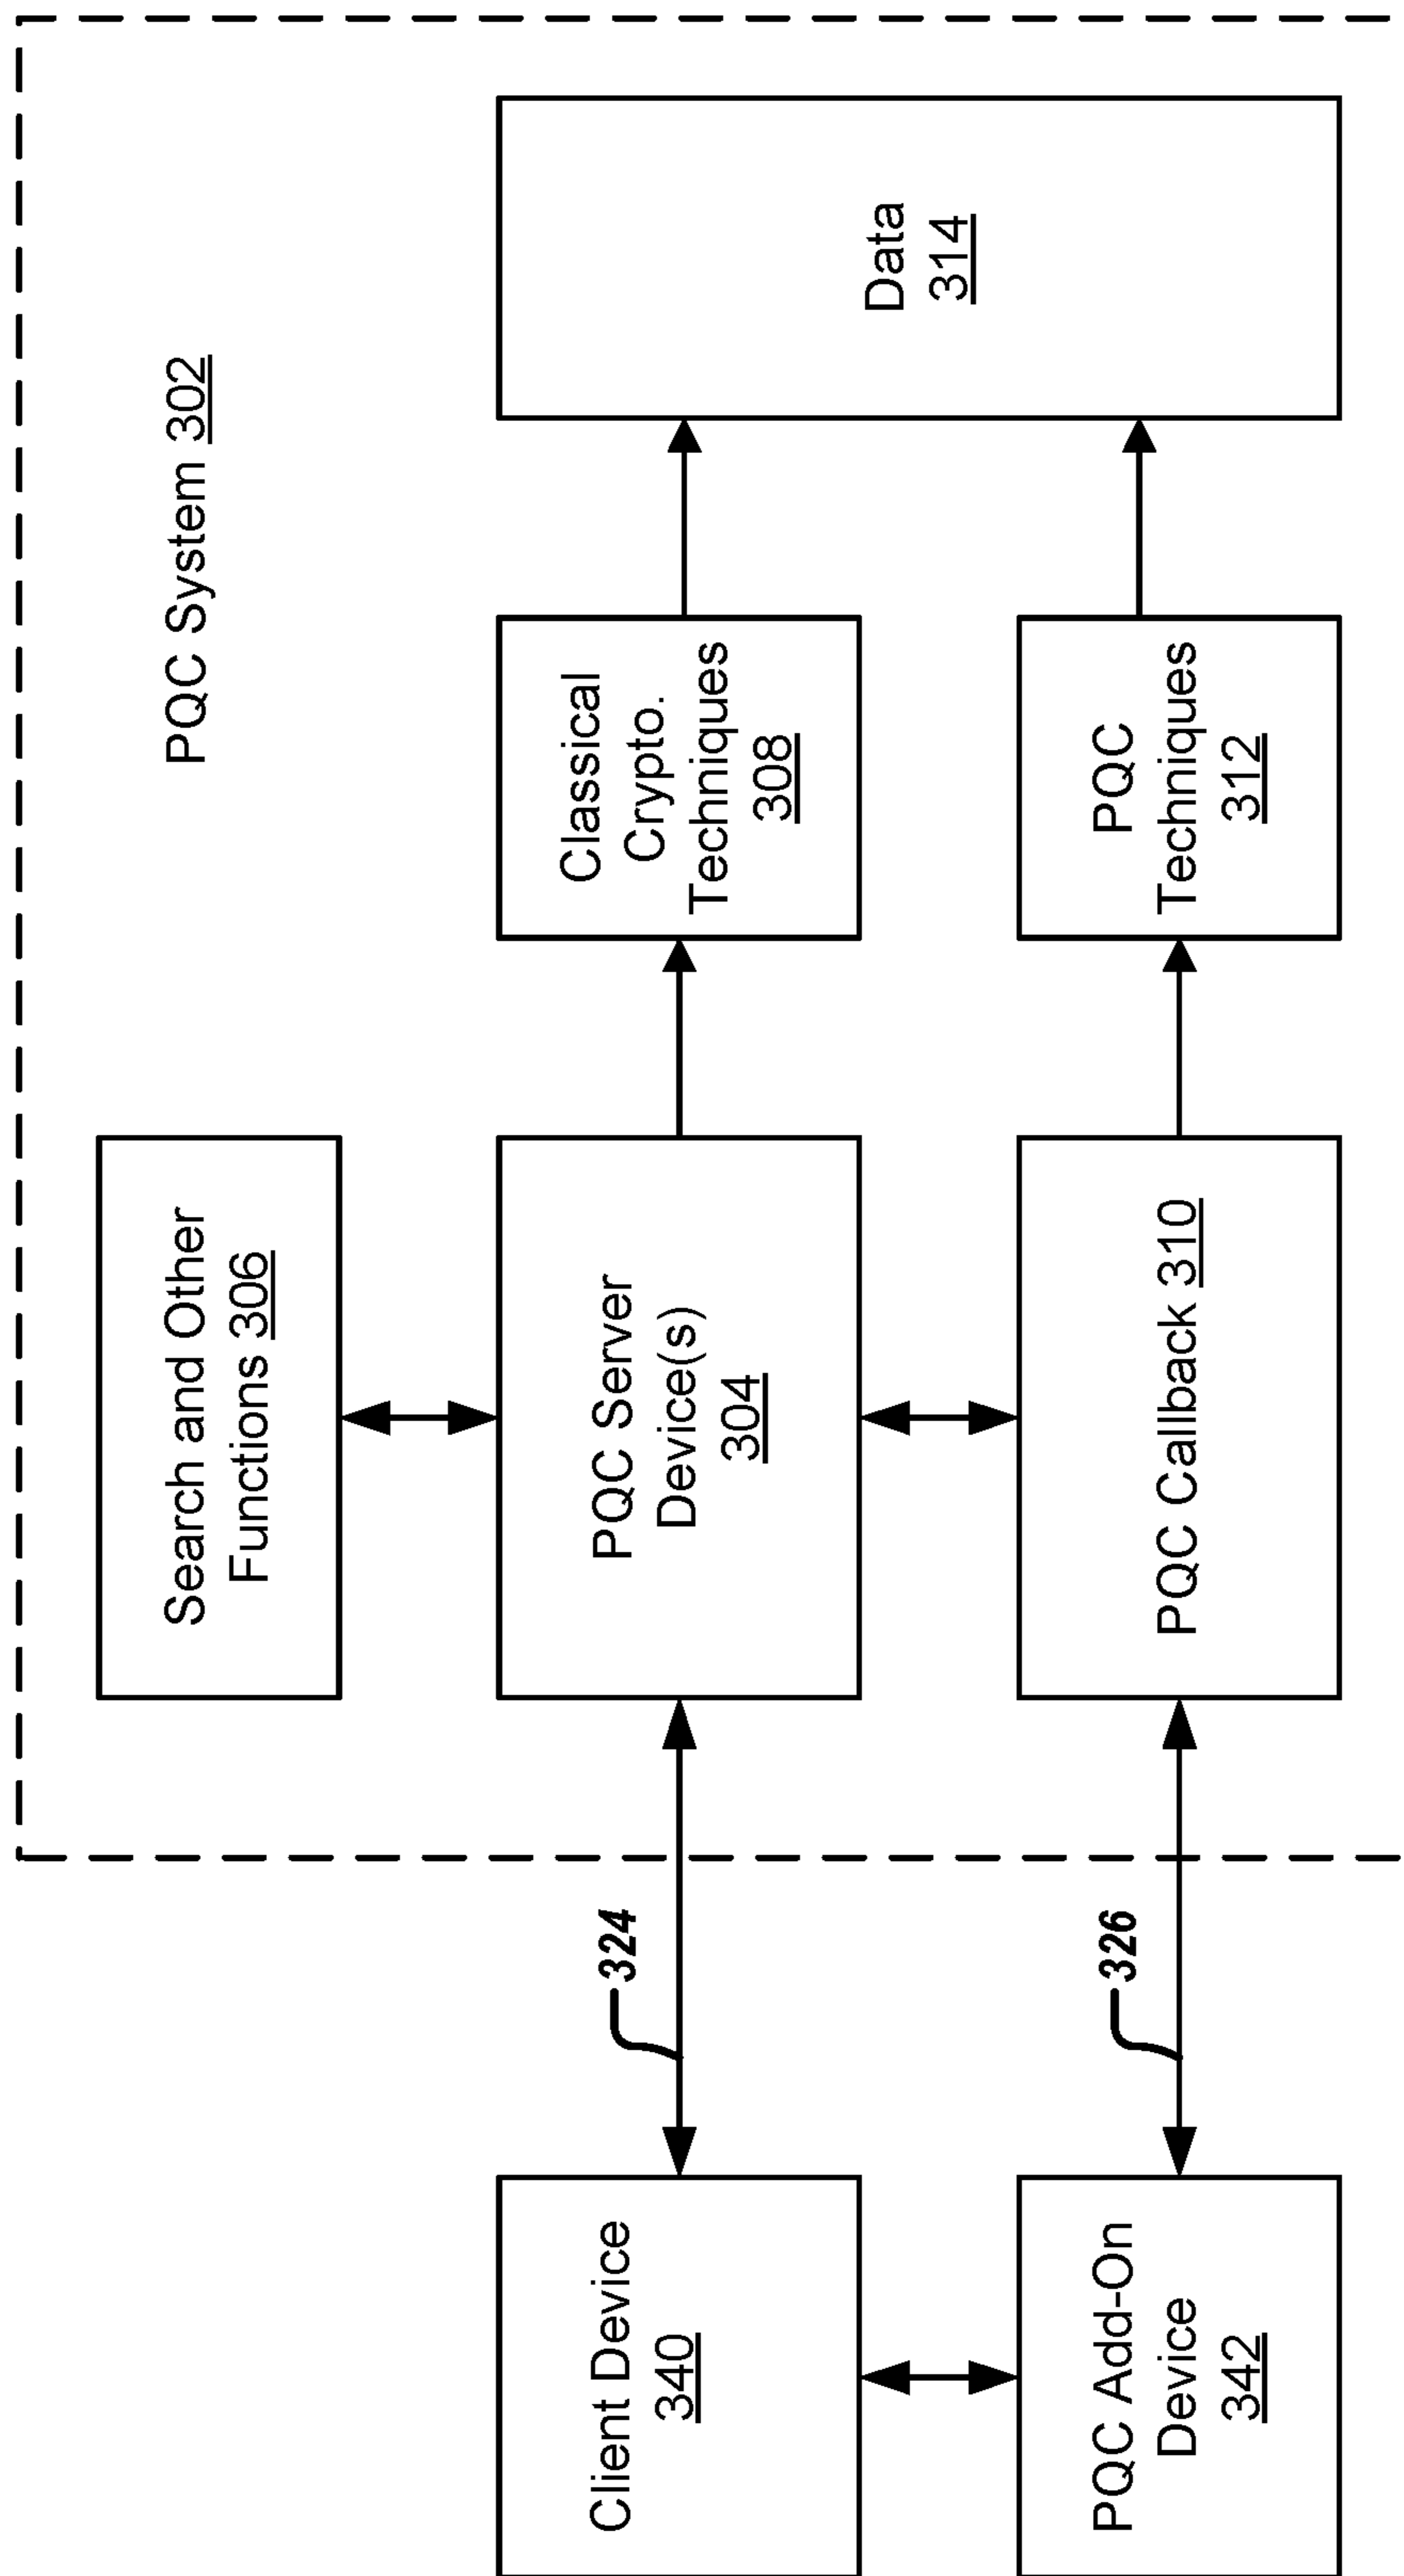 PQC System 302
Search and Other
Functions 306
Client Device
340
324
PQC Server
Device(s)
304
Classical
Crypto.
Techniques
308
Data
314
PQC Add-On
Device
342
326
PQC Callback 310
PQC
Techniques
312